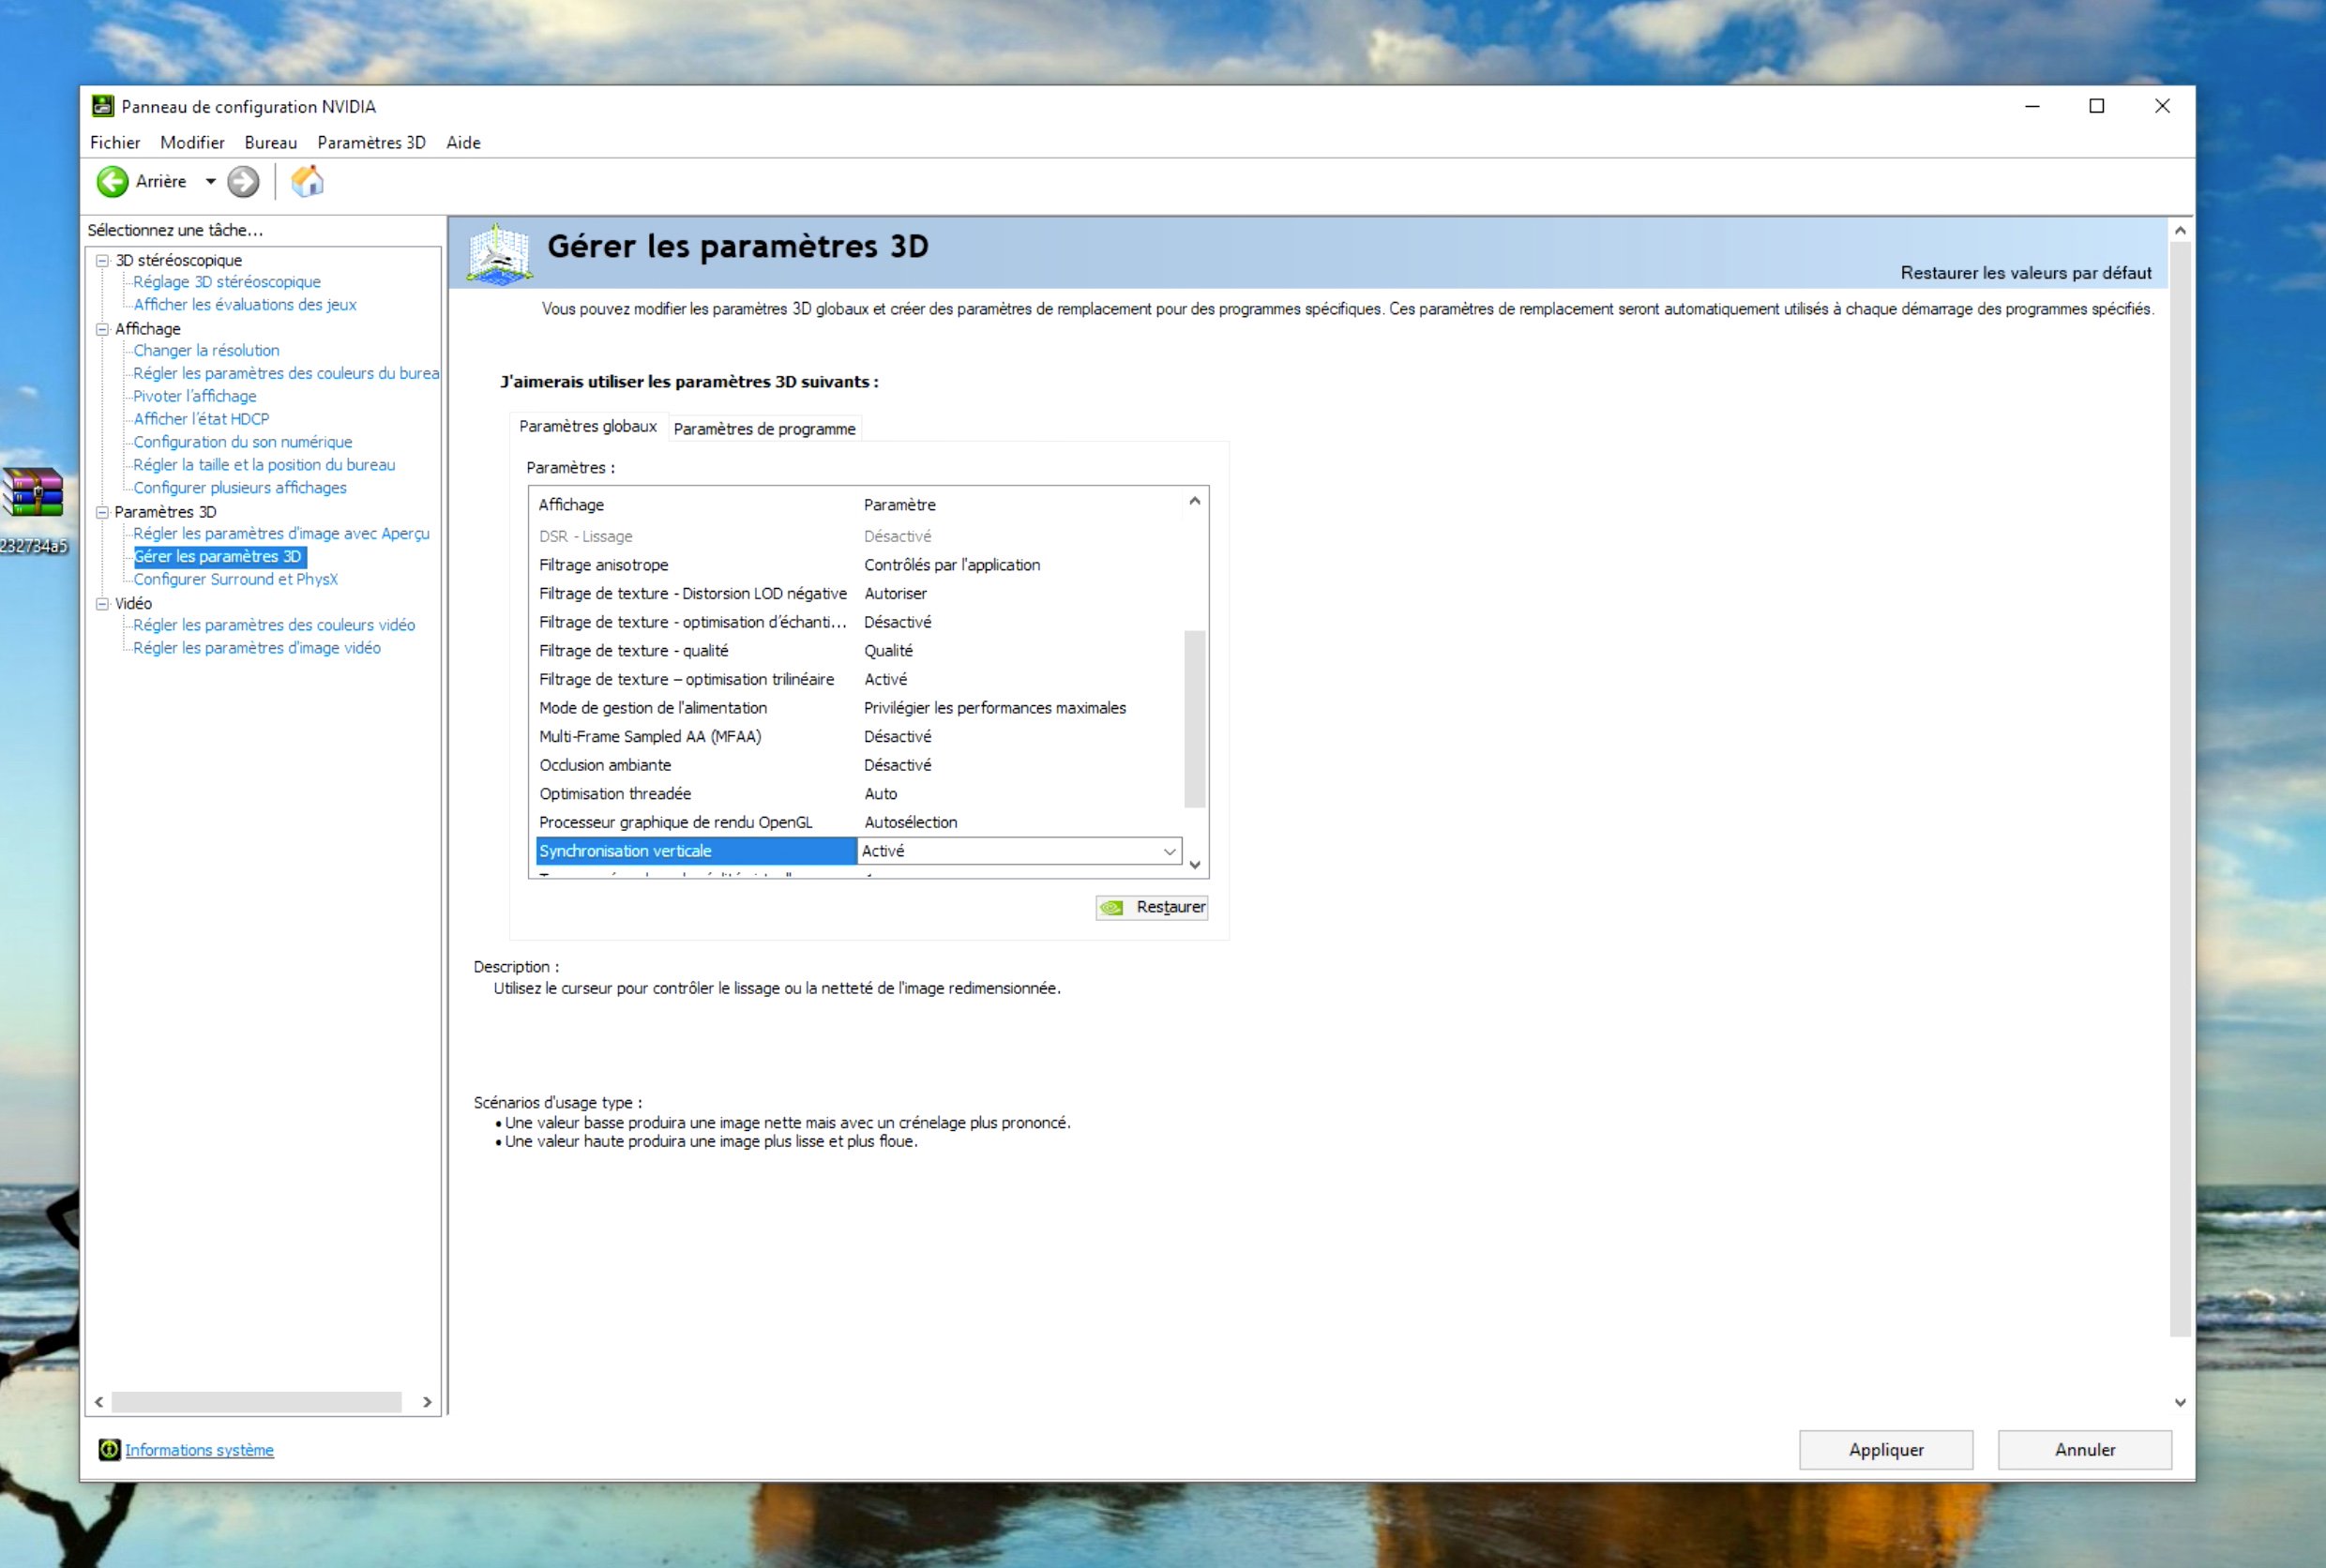 Panneau de configuration NVIDIA
Fichier Modifier Bureau Paramètres 3D Aide
Arrière
Sélectionnez une tâche...
3D stéréoscopique
Réglage 3D stéréoscopique
Afficher les évaluations des jeux
Affichage
Changer la résolution
Régler les paramètres des couleurs du burea
Pivoter l'affichage
Afficher l'état HDCP
Configuration du son numérique
Régler la taille et la position du bureau
Configurer plusieurs affichages
Paramètres 3D
Régler les paramètres d'image avec Aperçu
Gérer les paramètres 3D
Configurer Surround et PhysX
Vidéo
Régler les paramètres des couleurs vidéo
Régler les paramètres d'image vidéo
232734a5
Informations système
Gérer les paramètres 3D
Restaurer les valeurs par défaut
Vous pouvez modifier les paramètres 3D globaux et créer des paramètres de remplacement pour des programmes spécifiques. Ces paramètres de remplacement seront automatiquement utilisés à chaque démarrage des programmes spécifiés.
J'aimerais utiliser les paramètres 3D suivants :
Paramètres globaux Paramètres de programme
Paramètres :
Affichage Paramètre
DSR - Lissage Désactivé
Filtrage anisotrope Contrôlés par l'application
Filtrage de texture - Distorsion LOD négative Autoriser
Filtrage de texture - optimisation d'échanti... Désactivé
Filtrage de texture - qualité Qualité
Filtrage de texture – optimisation trilinéaire Activé
Mode de gestion de l'alimentation Privilégier les performances maximales
Multi-Frame Sampled AA (MFAA) Désactivé
Occlusion ambiante Désactivé
Optimisation threadée Auto
Processeur graphique de rendu OpenGL Autosélection
Synchronisation verticale Activé
Restaurer
Description :
Utilisez le curseur pour contrôler le lissage ou la netteté de l'image redimensionnée.
Scénarios d'usage type :
• Une valeur basse produira une image nette mais avec un crénelage plus prononcé.
• Une valeur haute produira une image plus lisse et plus floue.
Appliquer Annuler